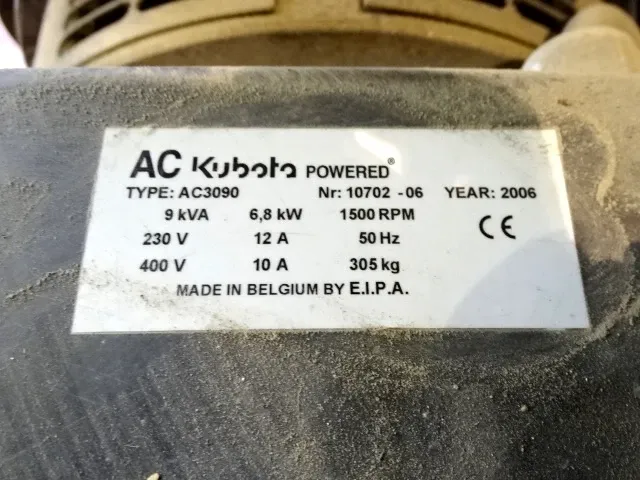 AC Kubota POWERED®
TYPE: AC3090 Nr: 10702 -06 YEAR: 2006
9 kVA 6,8 kW 1500 RPM CE
230 V 12 A 50 Hz
400 V 10 A 305 kg
MADE IN BELGIUM BY E.I.P.A.